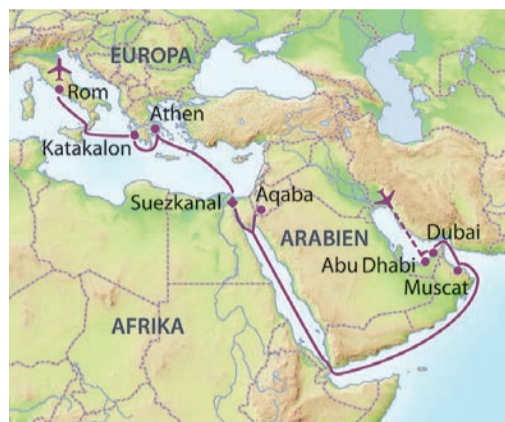 EUROPA
Rom
Athen
Katakalon
Suezkanal
Aqaba
ARABIEN
Dubai
Abu Dhabi
Muscat
AFRIKA